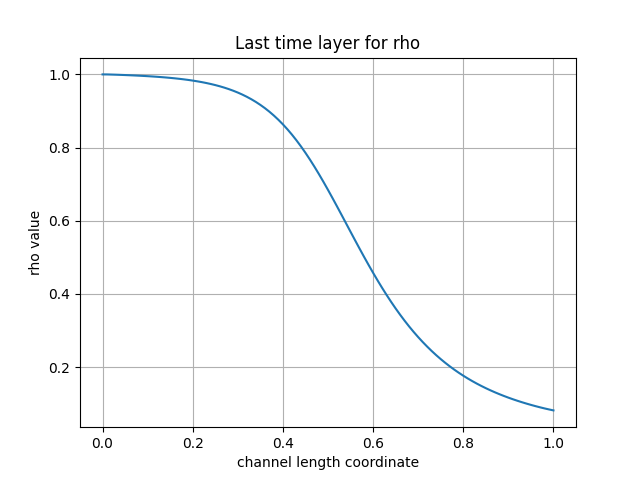 Last time layer for rho
1.0
0.8
0.6
0.4
0.2
rho value
0.0 0.2 0.4 0.6 0.8 1.0
channel length coordinate